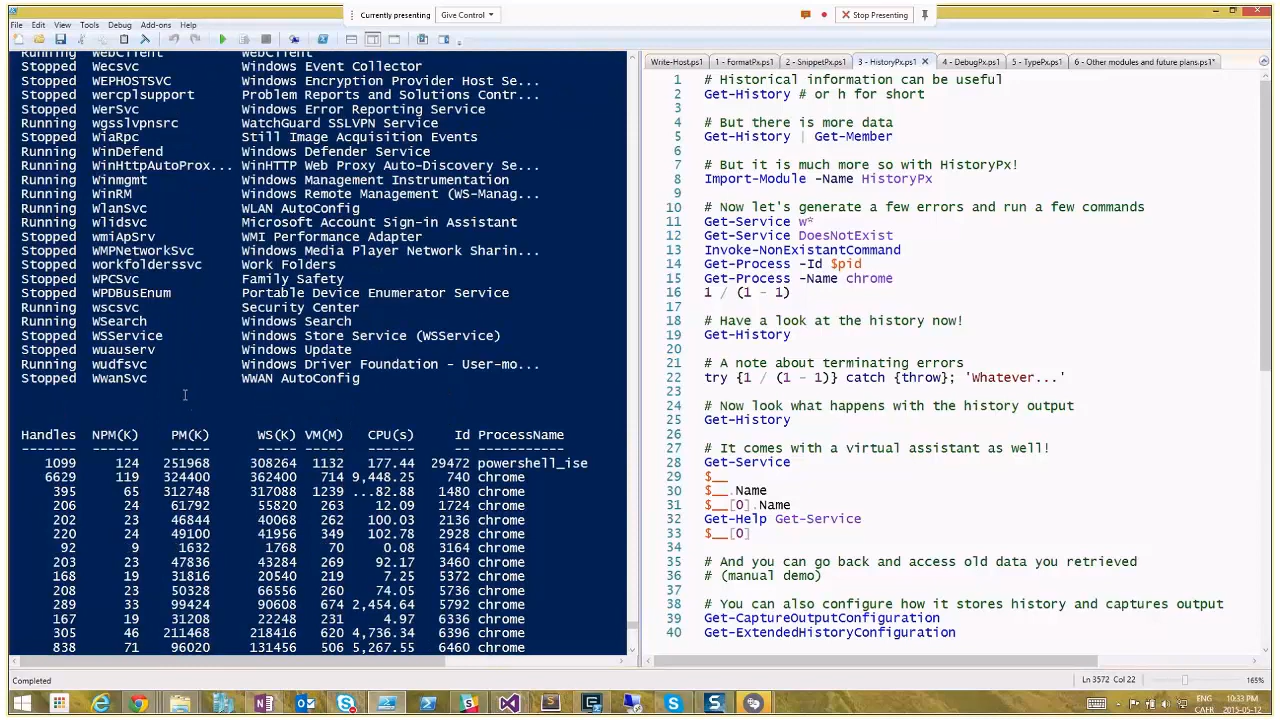 Currently presenting Give Control Stop Presenting
File Edit View Tools Debug Add-ons Help
Write-Host.ps1 1 - FormatPx.ps1 2 - SnippetPx.ps1 3 - HistoryPx.ps1 4 - DebugPx.ps1 5 - TypePx.ps1 6 - Other modules and future plans.ps1*
Running WebClient WebClient
Stopped Wecsvc Windows Event Collector
Stopped WEPHOSTSVC Windows Encryption Provider Host Se...
Stopped wercplsupport Problem Reports and Solutions Contr...
Stopped WerSvc Windows Error Reporting Service
Running wgsslvpnsrc WatchGuard SSLVPN Service
Stopped WiaRpc Still Image Acquisition Events
Running WinDefend Windows Defender Service
Running WinHttpAutoProx... WinHTTP Web Proxy Auto-Discovery Se...
Running Winmgmt Windows Management Instrumentation
Running WinRM Windows Remote Management (WS-Manag...
Running WlanSvc WLAN AutoConfig
Running wlidsvc Microsoft Account Sign-in Assistant
Stopped wmiApSrv WMI Performance Adapter
Stopped WMPNetworkSvc Windows Media Player Network Sharin...
Stopped workfolderssvc Work Folders
Stopped WPCSvc Family Safety
Stopped WPDBusEnum Portable Device Enumerator Service
Running wscsvc Security Center
Running WSearch Windows Search
Stopped WSService Windows Store Service (WSService)
Stopped wuauserv Windows Update
Running wudfsvc Windows Driver Foundation - User-mo...
Stopped WwanSvc WWAN AutoConfig
Handles NPM(K) PM(K) WS(K) VM(M) CPU(s) Id ProcessName
------- ------ ----- ----- ----- ------ -- -----------
1099 124 251968 308264 1132 177.44 29472 powershell_ise
6629 119 324400 362400 714 9,448.25 740 chrome
395 65 312748 317088 1239 ...82.88 1480 chrome
206 24 61792 55820 263 12.09 1724 chrome
202 23 46844 40068 262 100.03 2136 chrome
220 24 49100 41956 349 102.78 2928 chrome
92 9 1632 1768 70 0.08 3164 chrome
203 23 47836 43284 269 92.17 3460 chrome
168 19 31816 20540 219 7.25 5372 chrome
208 23 50328 66556 260 74.05 5736 chrome
289 33 99424 90608 674 2,454.64 5792 chrome
167 19 31208 22248 231 4.97 6336 chrome
305 46 211468 218416 620 4,736.34 6396 chrome
838 71 96020 131456 506 5,267.55 6460 chrome
1 # Historical information can be useful
2 Get-History # or h for short
3
4 # But there is more data
5 Get-History | Get-Member
6
7 # But it is much more so with HistoryPx!
8 Import-Module -Name HistoryPx
9
10 # Now let's generate a few errors and run a few commands
11 Get-Service w*
12 Get-Service DoesNotExist
13 Invoke-NonExistantCommand
14 Get-Process -Id $pid
15 Get-Process -Name chrome
16 1 / (1 - 1)
17
18 # Have a look at the history now!
19 Get-History
20
21 # A note about terminating errors
22 try {1 / (1 - 1)} catch {throw}; 'Whatever...'
23
24 # Now look what happens with the history output
25 Get-History
26
27 # It comes with a virtual assistant as well!
28 Get-Service
29 $__
30 $__.Name
31 $__[0].Name
32 Get-Help Get-Service
33 $__[0]
34
35 # And you can go back and access old data you retrieved
36 # (manual demo)
37
38 # You can also configure how it stores history and captures output
39 Get-CaptureOutputConfiguration
40 Get-ExtendedHistoryConfiguration
Completed Ln 3572 Col 22 165%
ENG 10:33 PM
CAFR 2015-05-12